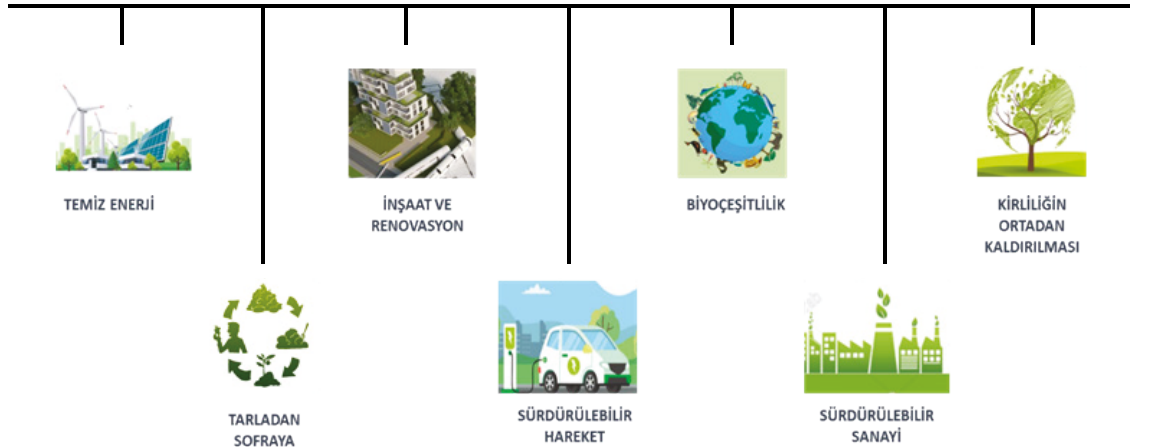 TEMİZ ENERJİ
İNŞAAT VE
RENOVASYON
BİYOÇEŞİTLİLİK
KİRLİLİĞİN
ORTADAN
KALDIRILMASI
TARLADAN
SOFRAYA
SÜRDÜRÜLEBİLİR
HAREKET
SÜRDÜRÜLEBİLİR
SANAYİ